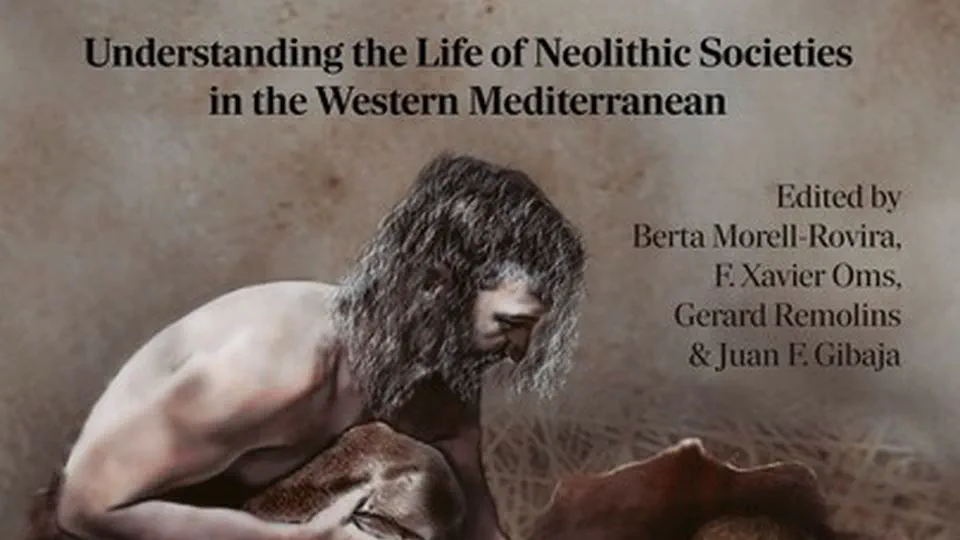 Understanding the Life of Neolithic Societies
in the Western Mediterranean
Edited by
Berta Morell-Rovira,
F. Xavier Oms,
Gerard Remolins
& Juan F. Gibaja